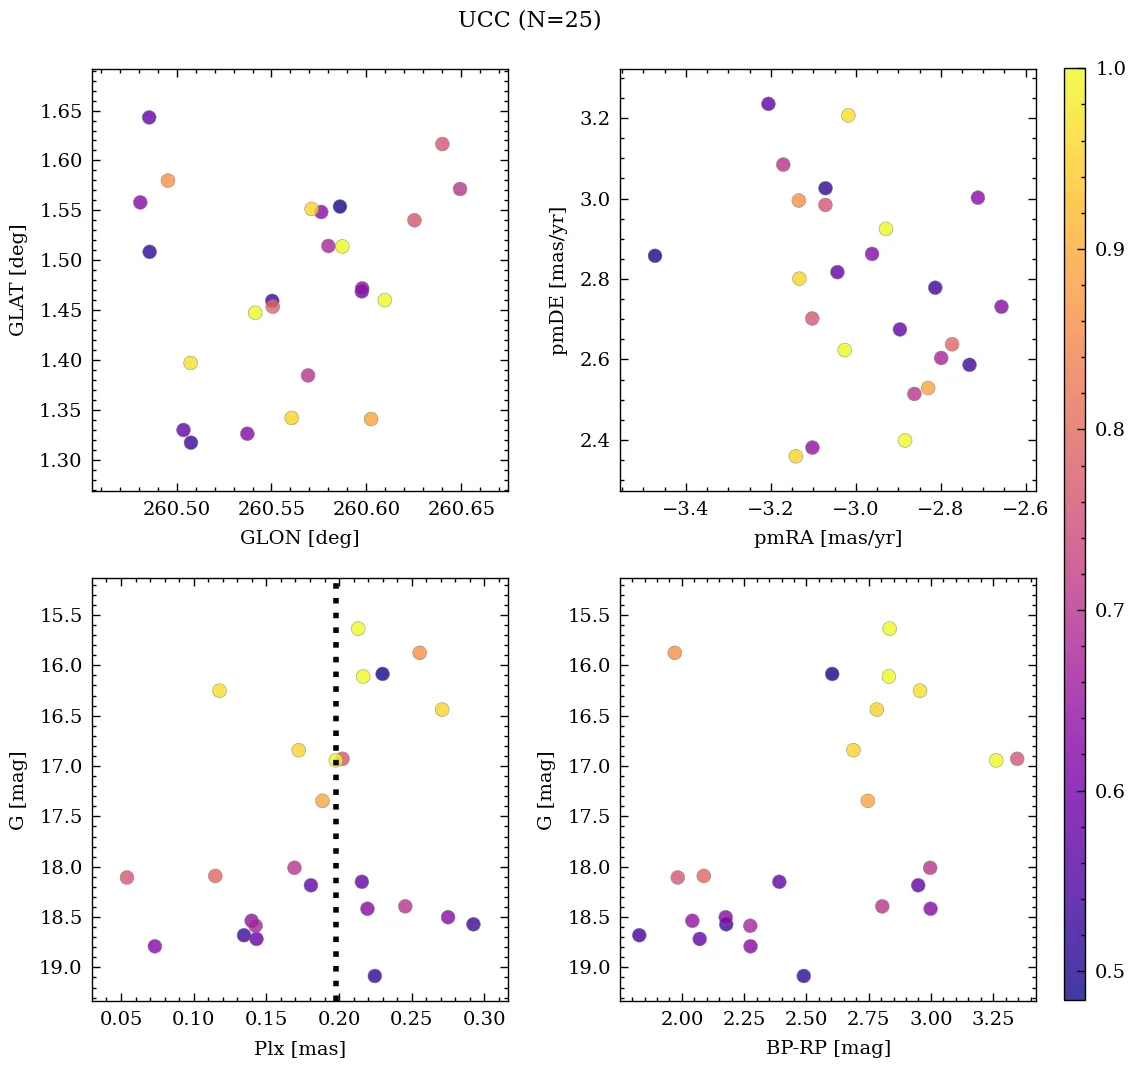 UCC (N=25)
1.65
1.60
1.55
1.50
1.45
1.40
1.35
1.30
GLAT [deg]
260.50 260.55 260.60 260.65
GLON [deg]
3.2
3.0
2.8
2.6
2.4
pmDE [mas/yr]
−3.4 −3.2 −3.0 −2.8 −2.6
pmRA [mas/yr]
15.5
16.0
16.5
17.0
17.5
18.0
18.5
19.0
G [mag]
0.05 0.10 0.15 0.20 0.25 0.30
Plx [mas]
15.5
16.0
16.5
17.0
17.5
18.0
18.5
19.0
G [mag]
2.00 2.25 2.50 2.75 3.00 3.25
BP-RP [mag]
1.0
0.9
0.8
0.7
0.6
0.5